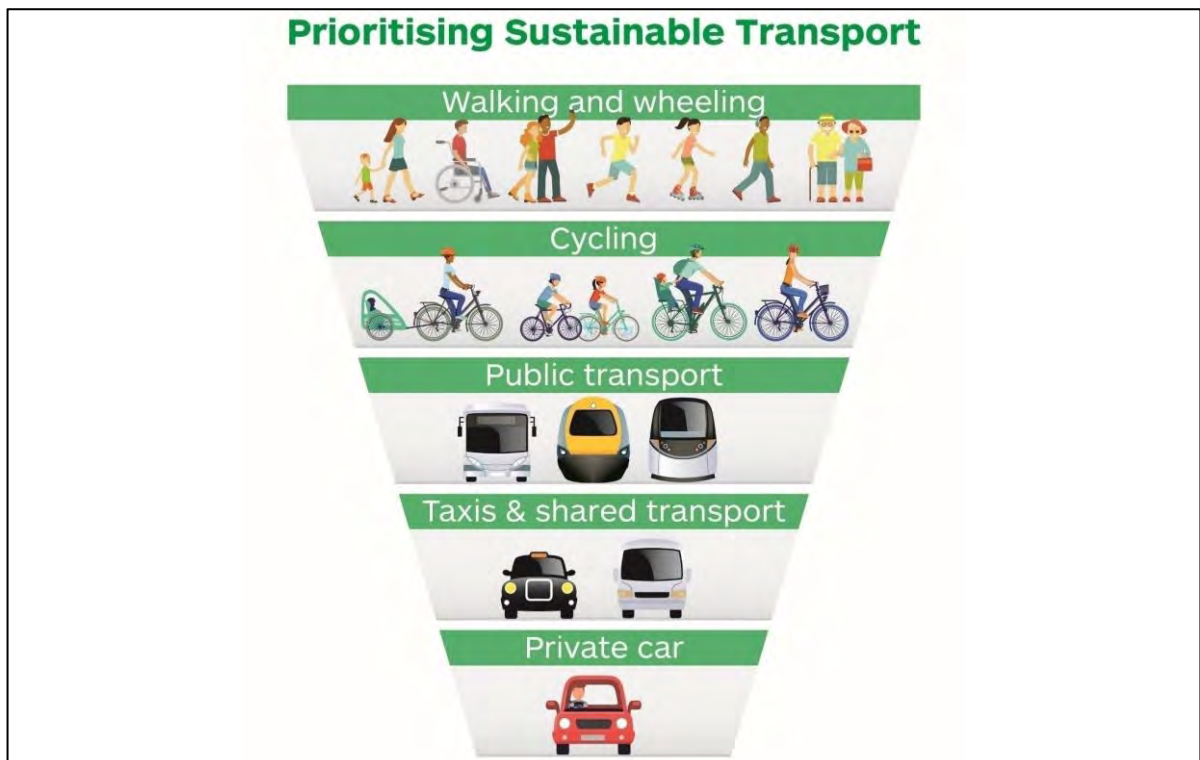 Prioritising Sustainable Transport
Walking and wheeling
Cycling
Public transport
Taxis & shared transport
Private car